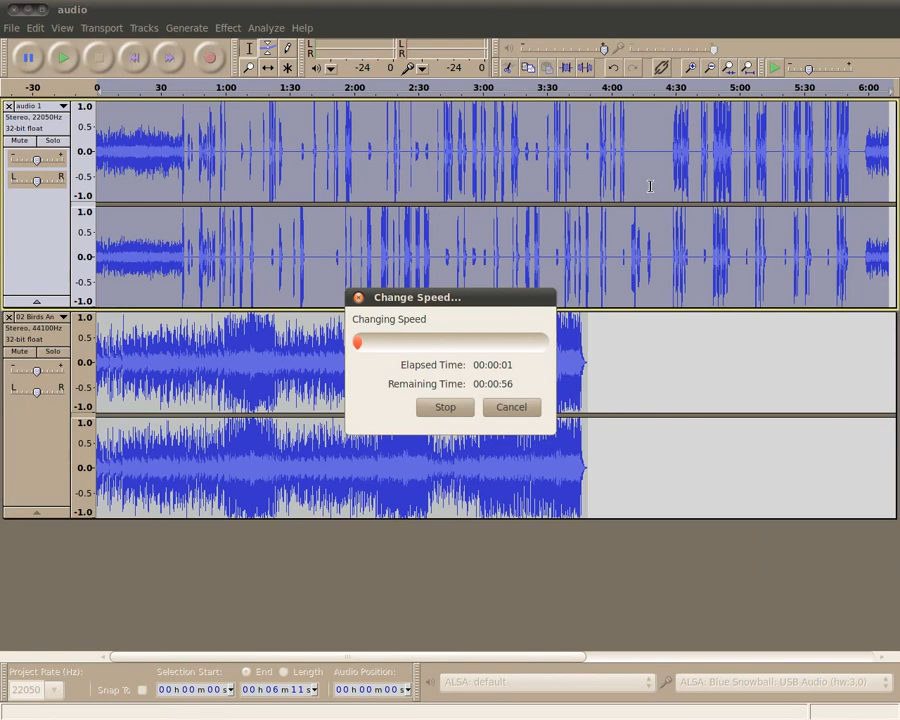 audio
File Edit View Transport Tracks Generate Effect Analyze Help
L
R
-24 0
L
R
-24 0
-30 0 30 1:00 1:30 2:00 2:30 3:00 3:30 4:00 4:30 5:00 5:30 6:00
audio 1
Stereo, 22050Hz
32-bit float
Mute Solo
- +
L R
1.0
0.5
0.0
-0.5
-1.0
1.0
0.5
0.0
-0.5
-1.0
02 Birds An
Stereo, 44100Hz
32-bit float
Mute Solo
- +
L R
1.0
0.5
0.0
-0.5
-1.0
1.0
0.5
0.0
-0.5
-1.0
Change Speed...
Changing Speed
Elapsed Time: 00:00:01
Remaining Time: 00:00:56
Stop Cancel
Project Rate (Hz): Selection Start: End Length Audio Position:
22050 Snap To 00 h 00 m 00 s 00 h 06 m 11 s 00 h 00 m 00 s
ALSA: default
ALSA: Blue Snowball: USB Audio (hw:3,0)